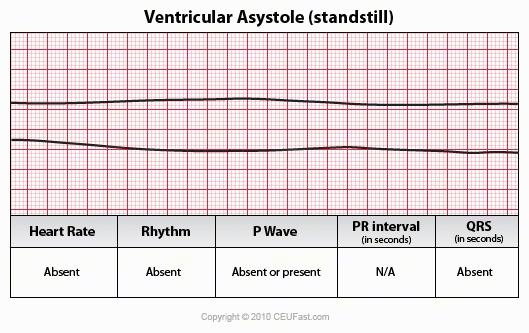 Ventricular Asystole (standstill)
Heart Rate
Rhythm
P Wave
PR interval
(in seconds)
QRS
(in seconds)
Absent
Absent
Absent or present
N/A
Absent
Copyright © 2010 CEUFast.com